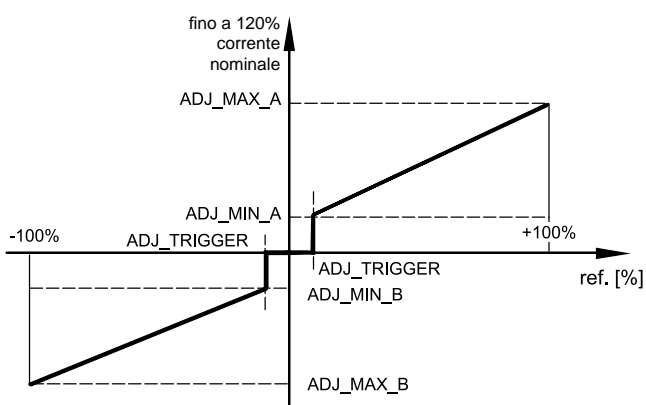 fino a 120%
corrente
nominale
ADJ_MAX_A
ADJ_MIN_A
-100%
ADJ_TRIGGER
+100%
ADJ_TRIGGER
ref. [%]
ADJ_MIN_B
ADJ_MAX_B